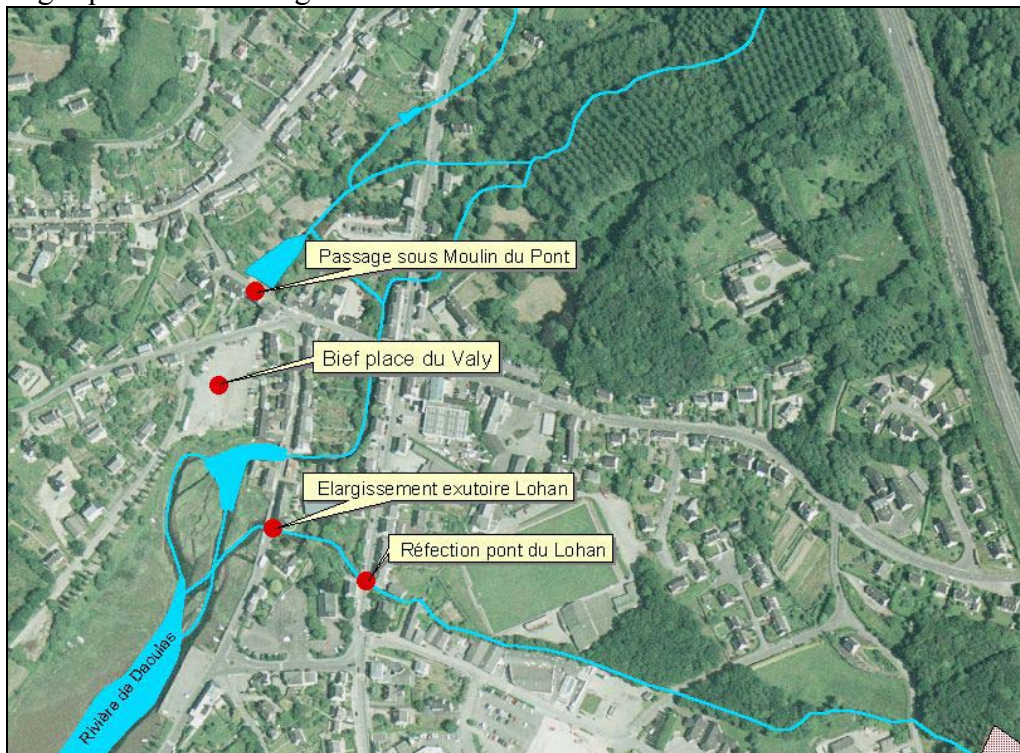 Passage sous Moulin du Pont
Bief place du Valy
Elargissement exutoire Lohan
Réfection pont du Lohan
Rivière de Daoulas